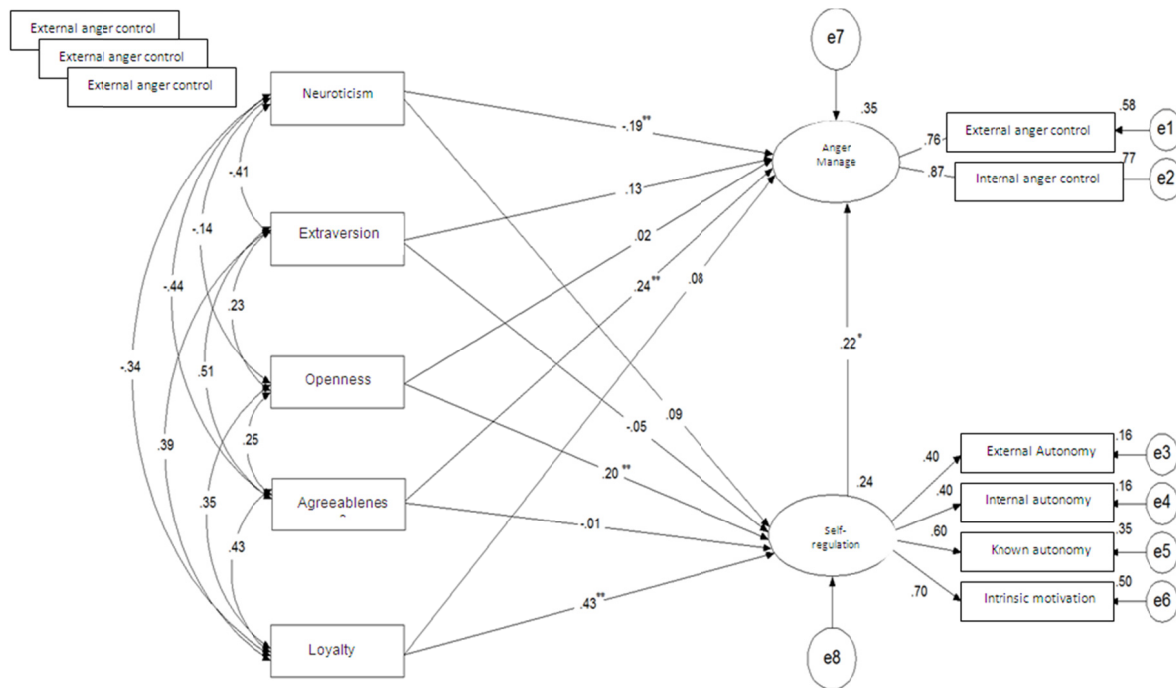 External anger control
External anger control
External anger control
e7
Neuroticism
-.19**
.35
Anger
Manage
.76
External anger control
.58
e1
.87
Internal anger control
.77
e2
-.41
.13
Extraversion
-.14
.02
-.44
.23
.24**
.08
-.34
.51
Openness
.22*
.09
-.05
.39
.25
.20**
.24
.40
External Autonomy
.16
e3
.35
Agreeablenes
-.01
Self-
regulation
.40
Internal autonomy
.16
e4
.60
Known autonomy
.35
e5
.43
.43**
.70
Intrinsic motivation
.50
e6
Loyalty
e8